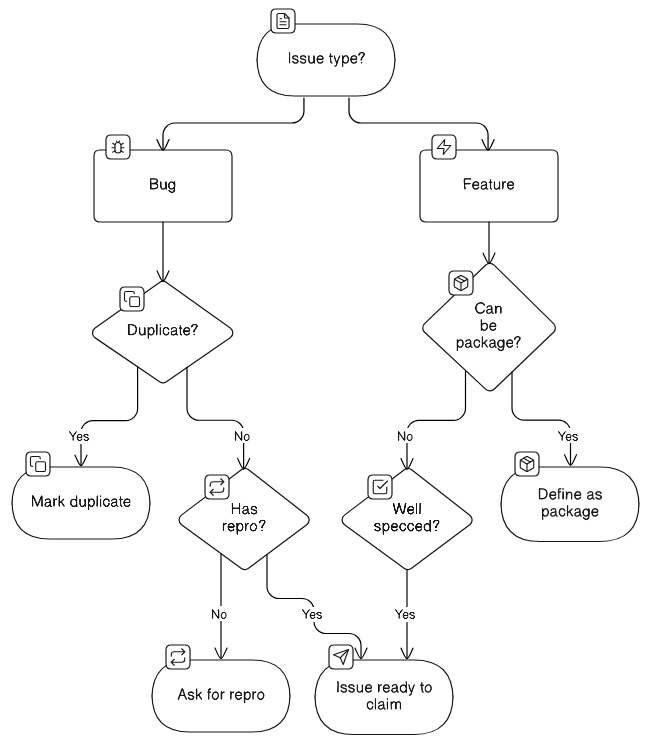 Issue type?
Bug
Feature
Duplicate?
Can
be
package?
Yes
No
No
Yes
Mark duplicate
Has
repro?
Well
specced?
Define as
package
No
Yes
Yes
Ask for repro
Issue ready to
claim